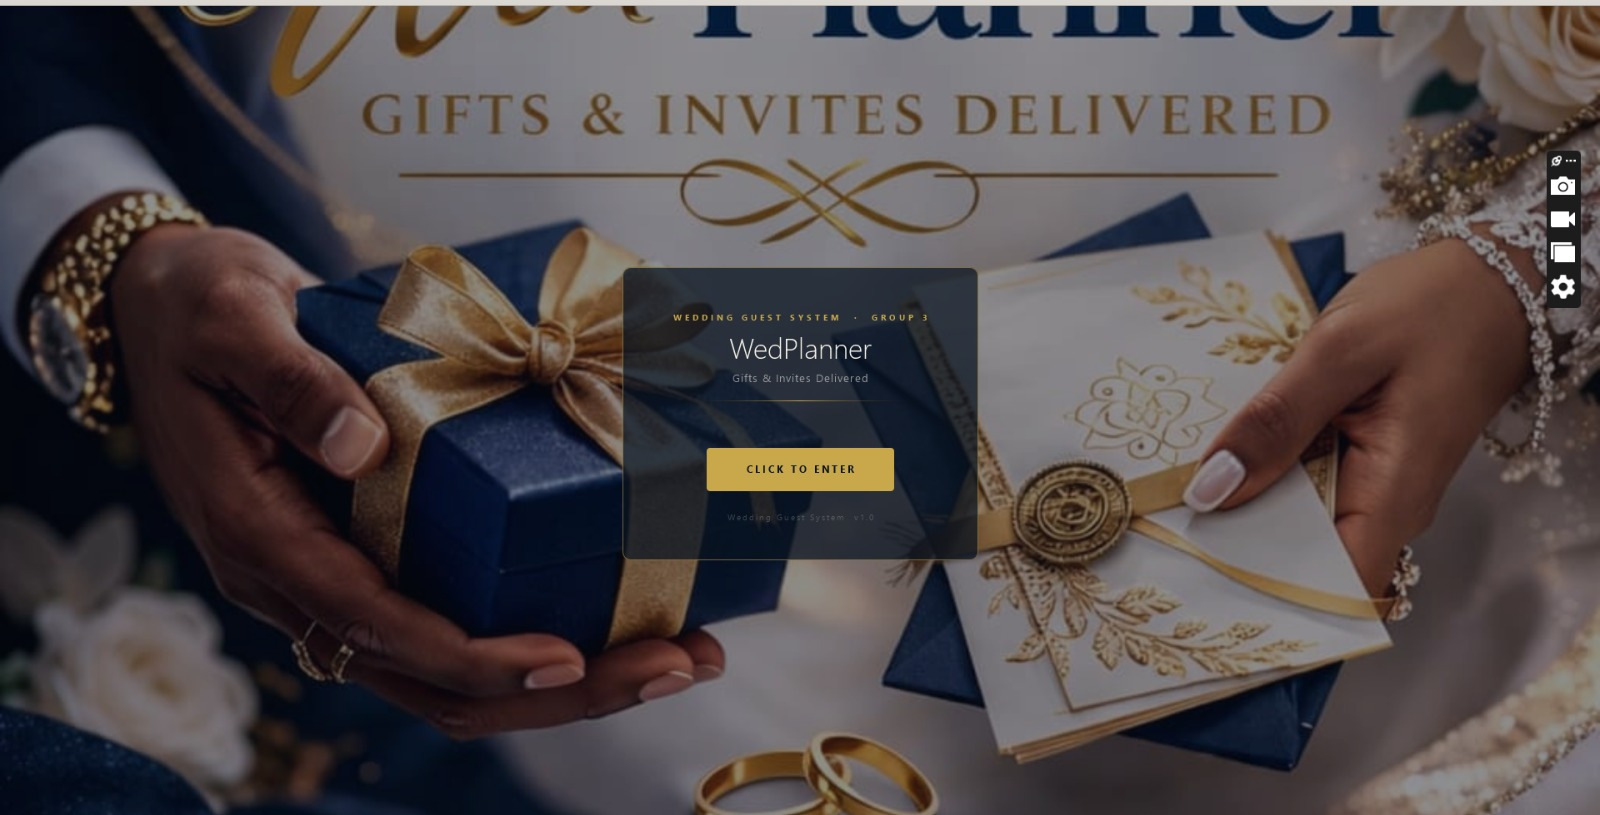 Planner
GIFTS & INVITES DELIVERED
WEDDING GUEST SYSTEM · GROUP 3
WedPlanner
Gifts & Invites Delivered
CLICK TO ENTER
Wedding Guest System v1.0